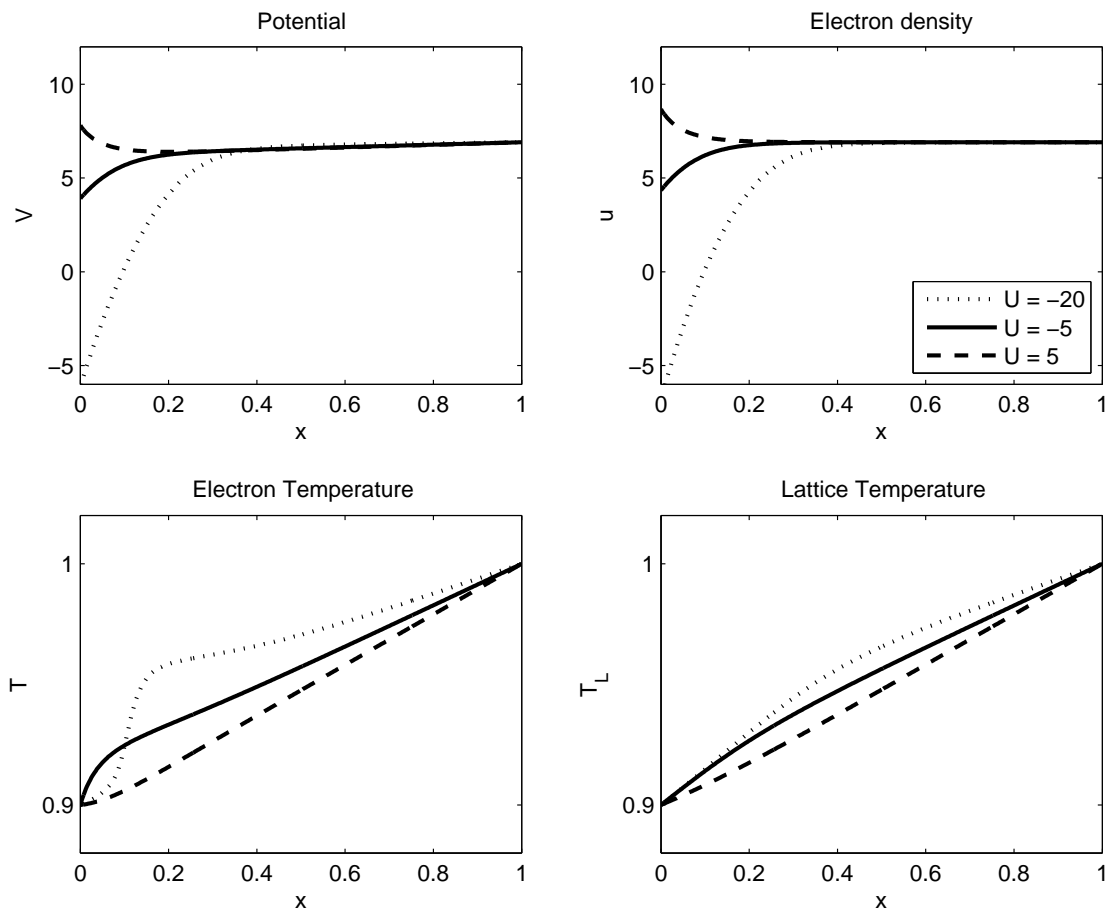 Potential
10
5
0
−5
V
0 0.2 0.4 0.6 0.8 1
x
Electron density
10
5
0
−5
u
U = −20
U = −5
U = 5
0 0.2 0.4 0.6 0.8 1
x
Electron Temperature
1
0.9
T
0 0.2 0.4 0.6 0.8 1
x
Lattice Temperature
1
0.9
T_L
0 0.2 0.4 0.6 0.8 1
x